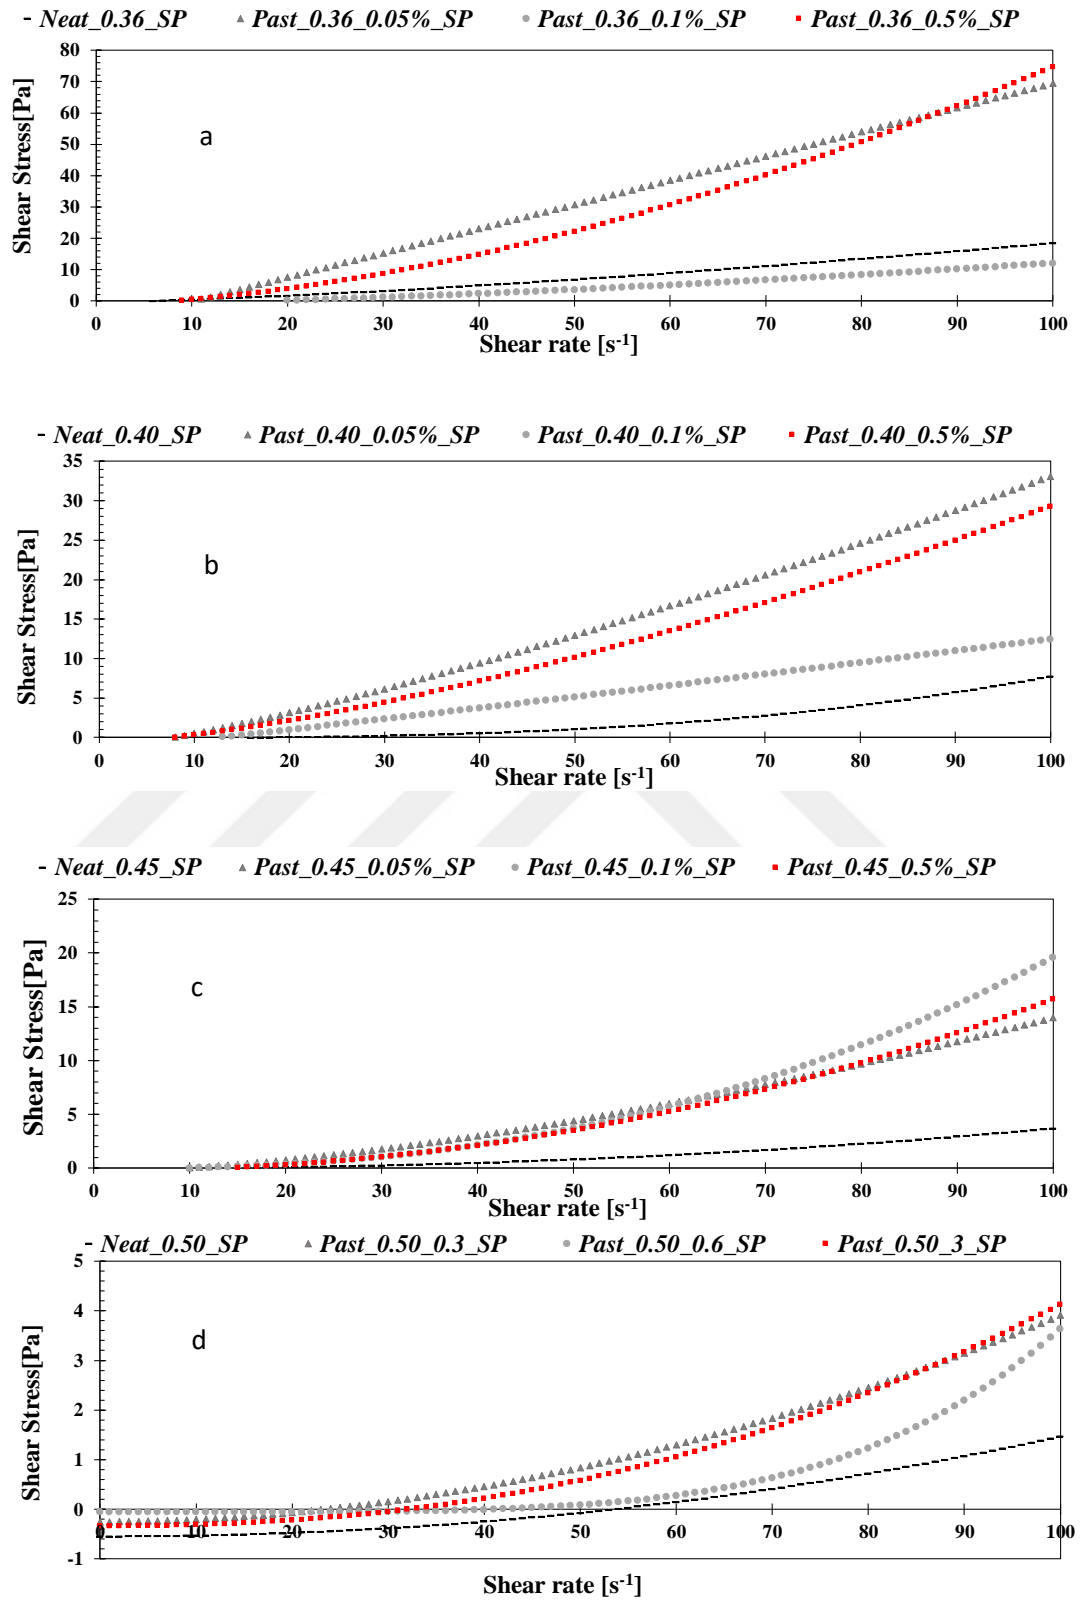 - Neat_0.36_SP ▲ Past_0.36_0.05%_SP ● Past_0.36_0.1%_SP ▪ Past_0.36_0.5%_SP
80
70
60
50
40
30
20
10
0
Shear Stress[Pa]
a
0 10 20 30 40 50 60 70 80 90 100
Shear rate [s-1]
- Neat_0.40_SP ▲ Past_0.40_0.05%_SP ● Past_0.40_0.1%_SP ▪ Past_0.40_0.5%_SP
35
30
25
20
15
10
5
0
Shear Stress[Pa]
b
0 10 20 30 40 50 60 70 80 90 100
Shear rate [s-1]
- Neat_0.45_SP ▲ Past_0.45_0.05%_SP ● Past_0.45_0.1%_SP ▪ Past_0.45_0.5%_SP
25
20
15
10
5
0
Shear Stress[Pa]
c
0 10 20 30 40 50 60 70 80 90 100
Shear rate [s-1]
- Neat_0.50_SP ▲ Past_0.50_0.3_SP ● Past_0.50_0.6_SP ▪ Past_0.50_3_SP
5
4
3
2
1
0
-1
Shear Stress[Pa]
d
0 10 20 30 40 50 60 70 80 90 100
Shear rate [s-1]